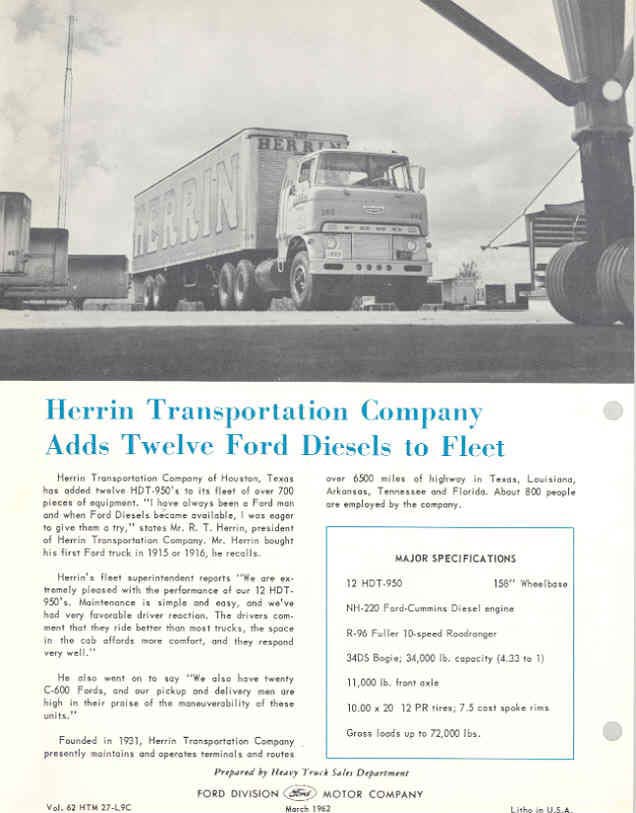 HERRIN
HERRIN
FORD
Herrin Transportation Company
Adds Twelve Ford Diesels to Fleet
Herrin Transportation Company of Houston, Texas
has added twelve HDT-950's to its fleet of over 700
pieces of equipment. "I have always been a Ford man
and when Ford Diesels became available, I was eager
to give them a try," states Mr. R. T. Herrin, president
of Herrin Transportation Company. Mr. Herrin bought
his first Ford truck in 1915 or 1916, he recalls.
Herrin's fleet superintendent reports "We are ex-
tremely pleased with the performance of our 12 HDT-
950's. Maintenance is simple and easy, and we've
had very favorable driver reaction. The drivers com-
ment that they ride better than most trucks, the space
in the cab affords more comfort, and they respond
very well."
He also went on to say "We also have twenty
C-600 Fords, and our pickup and delivery men are
high in their praise of the maneuverability of these
units."
Founded in 1931, Herrin Transportation Company
presently maintains and operates terminals and routes
over 6500 miles of highway in Texas, Louisiana,
Arkansas, Tennessee and Florida. About 800 people
are employed by the company.
MAJOR SPECIFICATIONS
12 HDT-950 158" Wheelbase
NH-220 Ford-Cummins Diesel engine
R-96 Fuller 10-speed Roadranger
34DS Bogie; 34,000 lb. capacity (4.33 to 1)
11,000 lb. front axle
10.00 x 20 12 PR tires; 7.5 cast spoke rims
Gross loads up to 72,000 lbs.
Prepared by Heavy Truck Sales Department
FORD DIVISION Ford MOTOR COMPANY
Vol. 62 HTM 27-L9C March 1962 Litho in U.S.A.